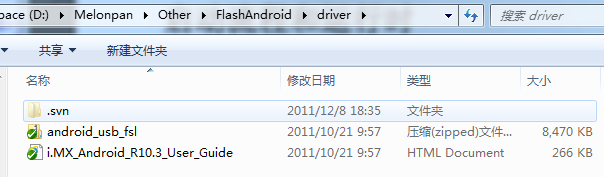 pace (D:) ▸ Melonpan ▸ Other ▸ FlashAndroid ▸ driver ▸ 搜索 driver
共享 新建文件夹
名称 修改日期 类型 大小
.svn 2011/12/8 18:35 文件夹
android_usb_fsl 2011/10/21 9:57 压缩(zipped)文件... 8,470 KB
i.MX_Android_R10.3_User_Guide 2011/10/21 9:57 HTML Document 266 KB